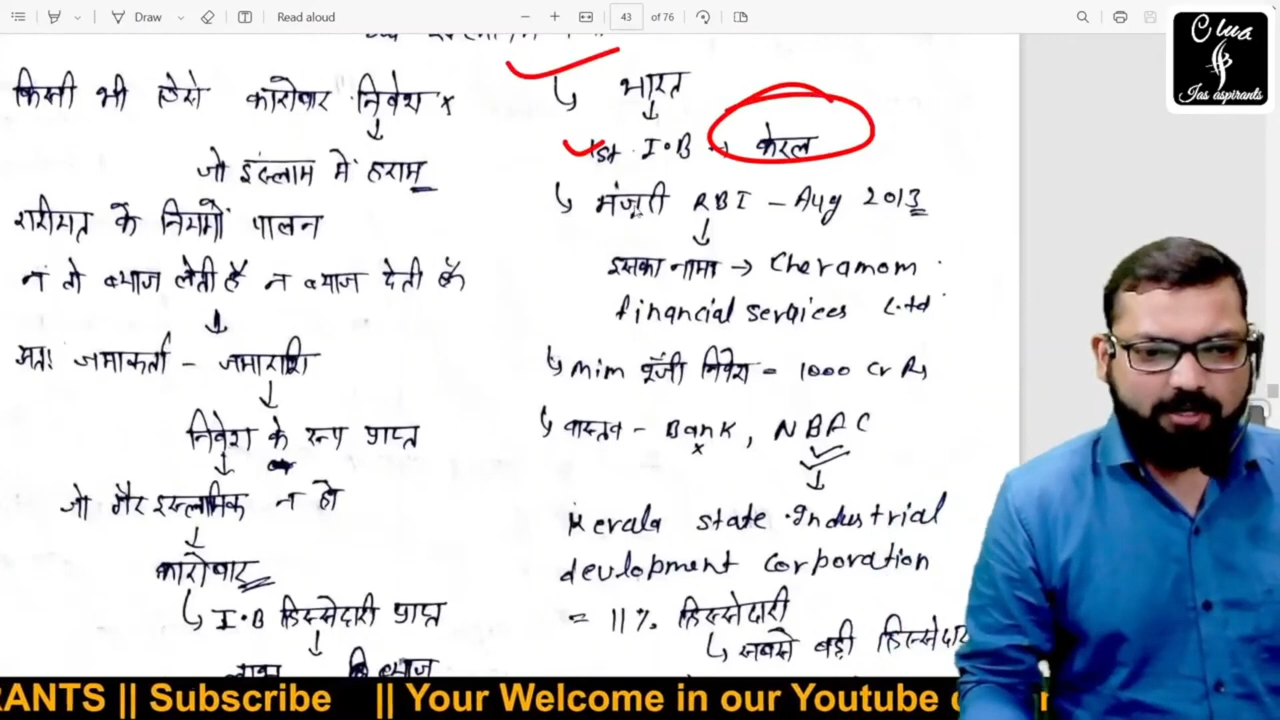 Draw
Read aloud
43 of 76
Clua
Ias aspirants
किसी भी ऐसे कारोबार निवेश x
जो इस्लाम में हराम
शरीयत के नियमों पालन
न तो ब्याज लेती है न ब्याज देती है
अतः जमाकर्ता - जमाराशि
निवेश के रूप प्राप्त
जो गैर इस्लामिक न हो
कारोबार
I.B हिस्सेदारी प्राप्त
लाभ ब्याज
भारत
1st I.B → केरल
मंजूरी RBI - Aug 2013
इसका नाम → Cheramom
financial services Ltd
mim पूँजी निवेश = 1000 Cr Rs
वास्तव - Bank, NBFC
x
Kerala state Industrial
development corporation
= 11% हिस्सेदारी
सबसे बड़ी हिस्सेदार
RANTS || Subscribe || Your Welcome in our Youtube